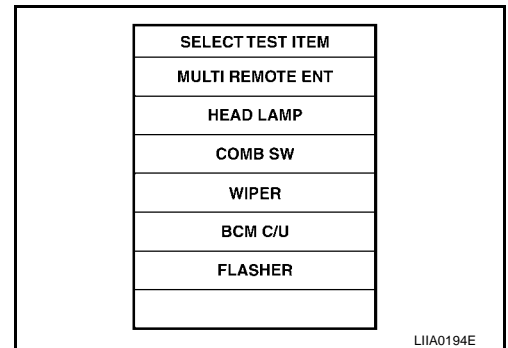 SELECT TEST ITEM
MULTI REMOTE ENT
HEAD LAMP
COMB SW
WIPER
BCM C/U
FLASHER
LIIA0194E